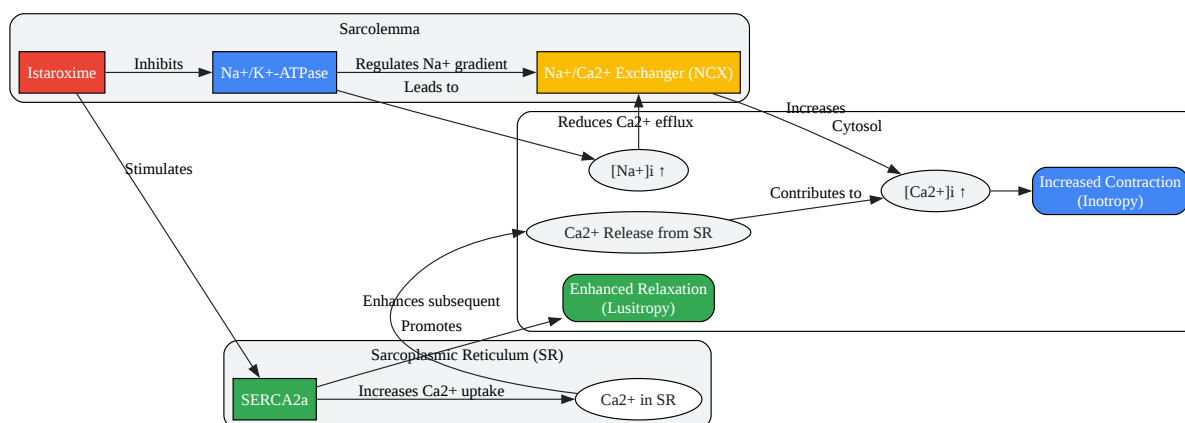 Sarcolemma
Istaroxime
Inhibits
Na+/K+-ATPase
Regulates Na+ gradient
Na+/Ca2+ Exchanger (NCX)
Leads to
Increases
Reduces Ca2+ efflux
Cytosol
Stimulates
[Na+]i ↑
Contributes to
[Ca2+]i ↑
Increased Contraction
(Inotropy)
Ca2+ Release from SR
Enhanced Relaxation
(Lusitropy)
Enhances subsequent
Promotes
Sarcoplasmic Reticulum (SR)
SERCA2a
Increases Ca2+ uptake
Ca2+ in SR